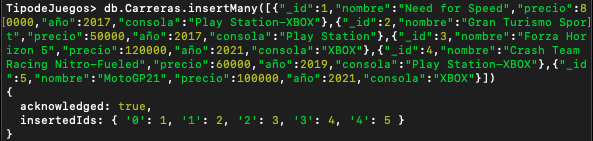 TipodeJuegos> db.Carreras.insertMany([{"_id":1,"nombre":"Need for Speed","precio":8
0000,"año":2017,"consola":"Play Station-XBOX"},{"_id":2,"nombre":"Gran Turismo Spor
t","precio":50000,"año":2017,"consola":"Play Station"},{"_id":3,"nombre":"Forza Hor
izon 5","precio":120000,"año":2021,"consola":"XBOX"},{"_id":4,"nombre":"Crash Team
Racing Nitro-Fueled","precio":60000,"año":2019,"consola":"Play Station-XBOX"},{"_id
":5,"nombre":"MotoGP21","precio":100000,"año":2021,"consola":"XBOX"}])
{
  acknowledged: true,
  insertedIds: { '0': 1, '1': 2, '2': 3, '3': 4, '4': 5 }
}